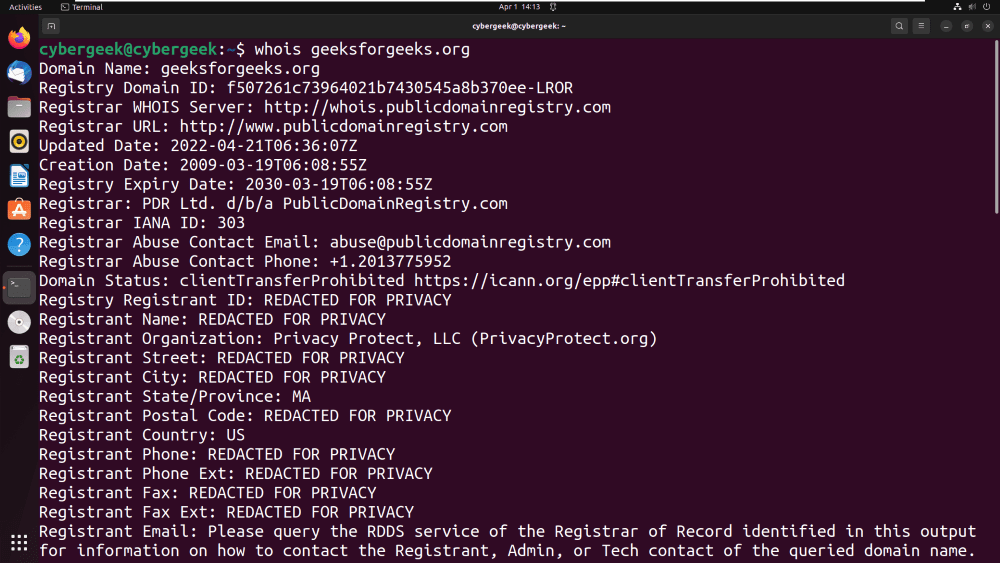 Activities Terminal Apr 1 14:13
cybergeek@cybergeek: ~
cybergeek@cybergeek:~$ whois geeksforgeeks.org
Domain Name: geeksforgeeks.org
Registry Domain ID: f507261c73964021b7430545a8b370ee-LROR
Registrar WHOIS Server: http://whois.publicdomainregistry.com
Registrar URL: http://www.publicdomainregistry.com
Updated Date: 2022-04-21T06:36:07Z
Creation Date: 2009-03-19T06:08:55Z
Registry Expiry Date: 2030-03-19T06:08:55Z
Registrar: PDR Ltd. d/b/a PublicDomainRegistry.com
Registrar IANA ID: 303
Registrar Abuse Contact Email: abuse@publicdomainregistry.com
Registrar Abuse Contact Phone: +1.2013775952
Domain Status: clientTransferProhibited https://icann.org/epp#clientTransferProhibited
Registry Registrant ID: REDACTED FOR PRIVACY
Registrant Name: REDACTED FOR PRIVACY
Registrant Organization: Privacy Protect, LLC (PrivacyProtect.org)
Registrant Street: REDACTED FOR PRIVACY
Registrant City: REDACTED FOR PRIVACY
Registrant State/Province: MA
Registrant Postal Code: REDACTED FOR PRIVACY
Registrant Country: US
Registrant Phone: REDACTED FOR PRIVACY
Registrant Phone Ext: REDACTED FOR PRIVACY
Registrant Fax: REDACTED FOR PRIVACY
Registrant Fax Ext: REDACTED FOR PRIVACY
Registrant Email: Please query the RDDS service of the Registrar of Record identified in this output
for information on how to contact the Registrant, Admin, or Tech contact of the queried domain name.